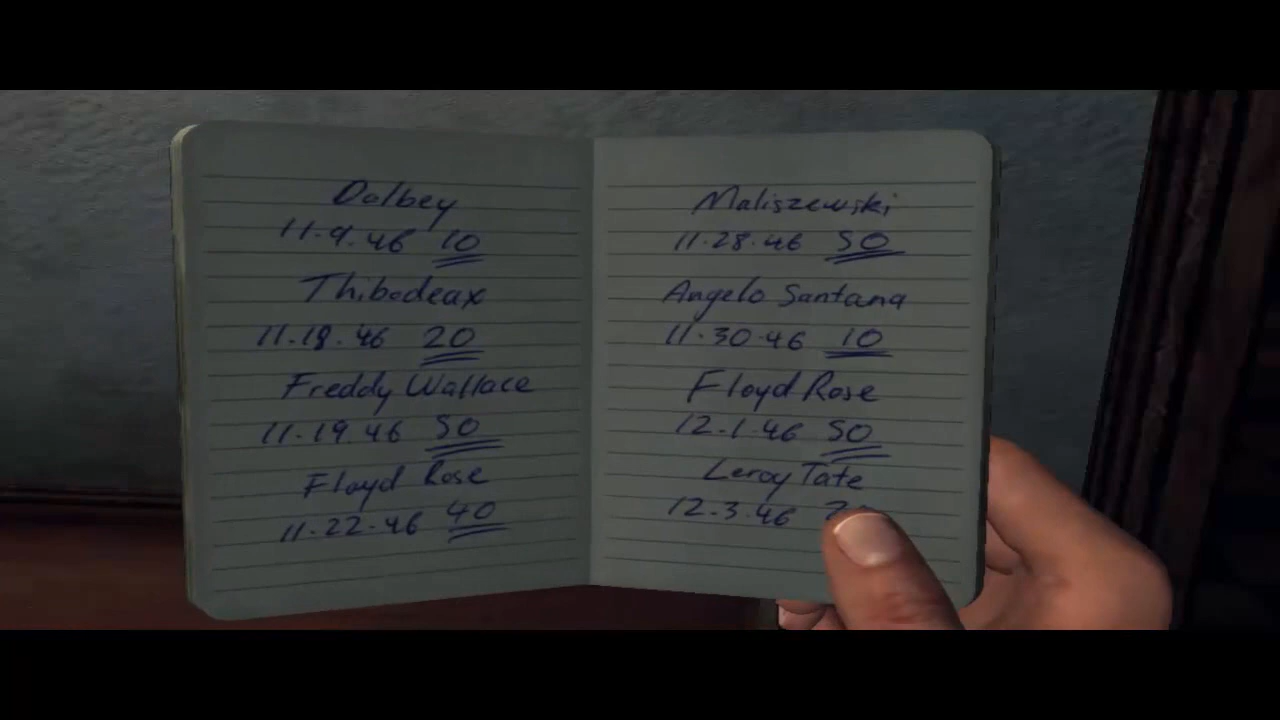 Dalbey
11.9.46 10
Thibodeax
11.18.46 20
Freddy Wallace
11.19.46 50
Floyd Rose
11.22.46 40
Maliszewski
11.28.46 50
Angelo Santana
11.30.46 10
Floyd Rose
12.1.46 50
Leroy Tate
12.3.46